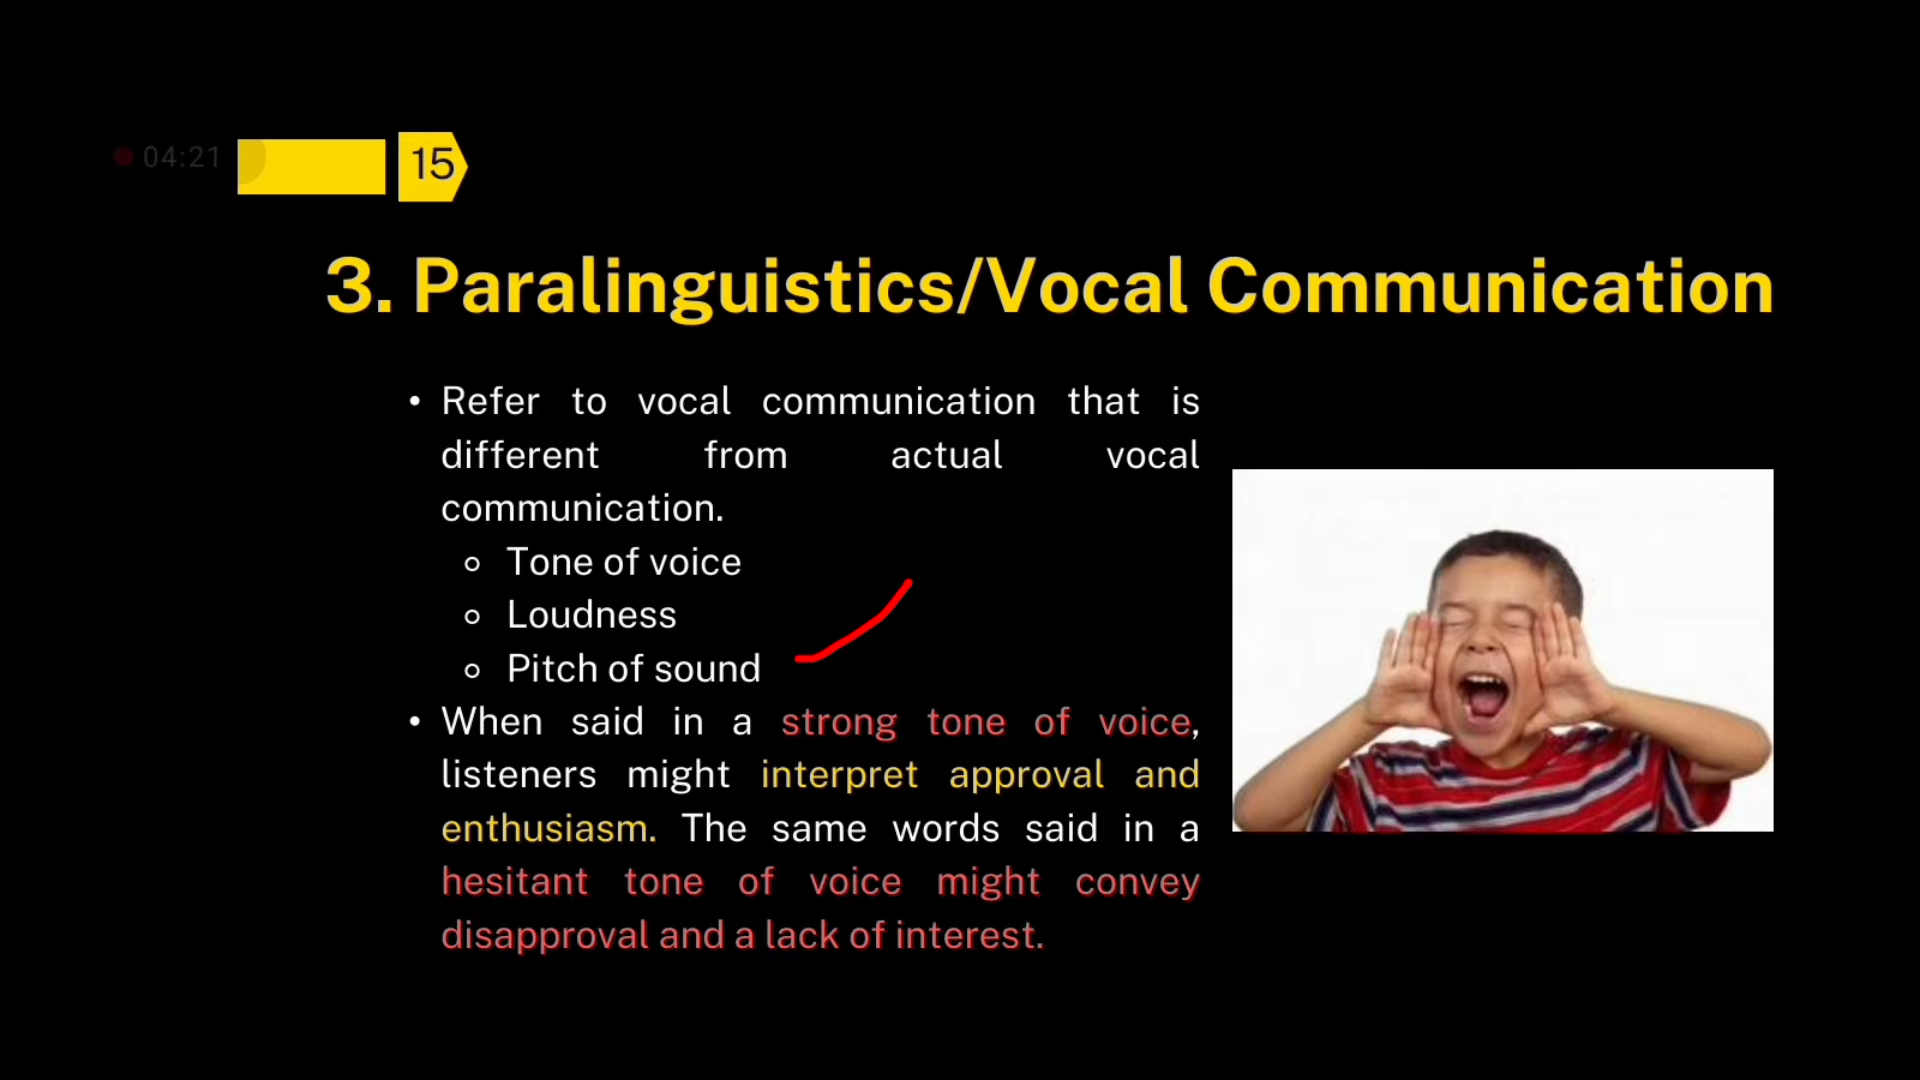 04:21
15
3. Paralinguistics/Vocal Communication
• Refer to vocal communication that is
different from actual vocal
communication.
○ Tone of voice
○ Loudness
○ Pitch of sound
• When said in a strong tone of voice,
listeners might interpret approval and
enthusiasm. The same words said in a
hesitant tone of voice might convey
disapproval and a lack of interest.